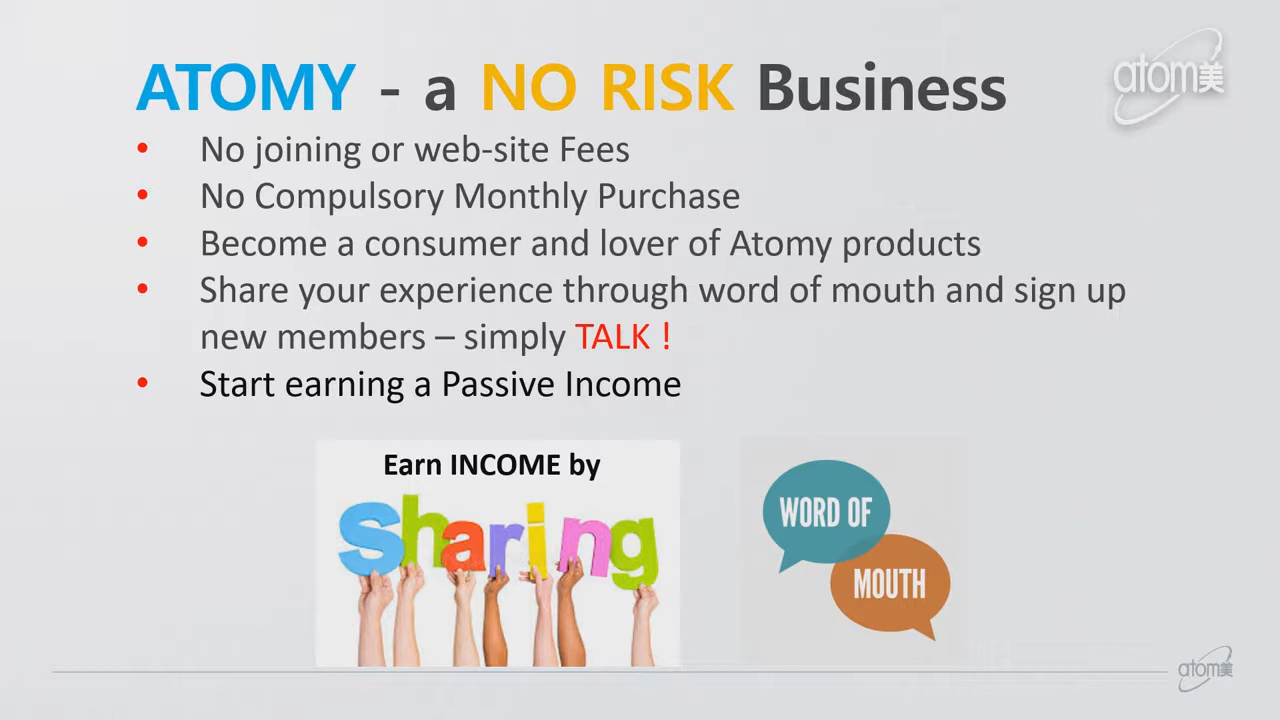 ATOMY - a NO RISK Business
atom美
• No joining or web-site Fees
• No Compulsory Monthly Purchase
• Become a consumer and lover of Atomy products
• Share your experience through word of mouth and sign up
new members – simply TALK !
• Start earning a Passive Income
Earn INCOME by
sharing
WORD OF
MOUTH
atom美